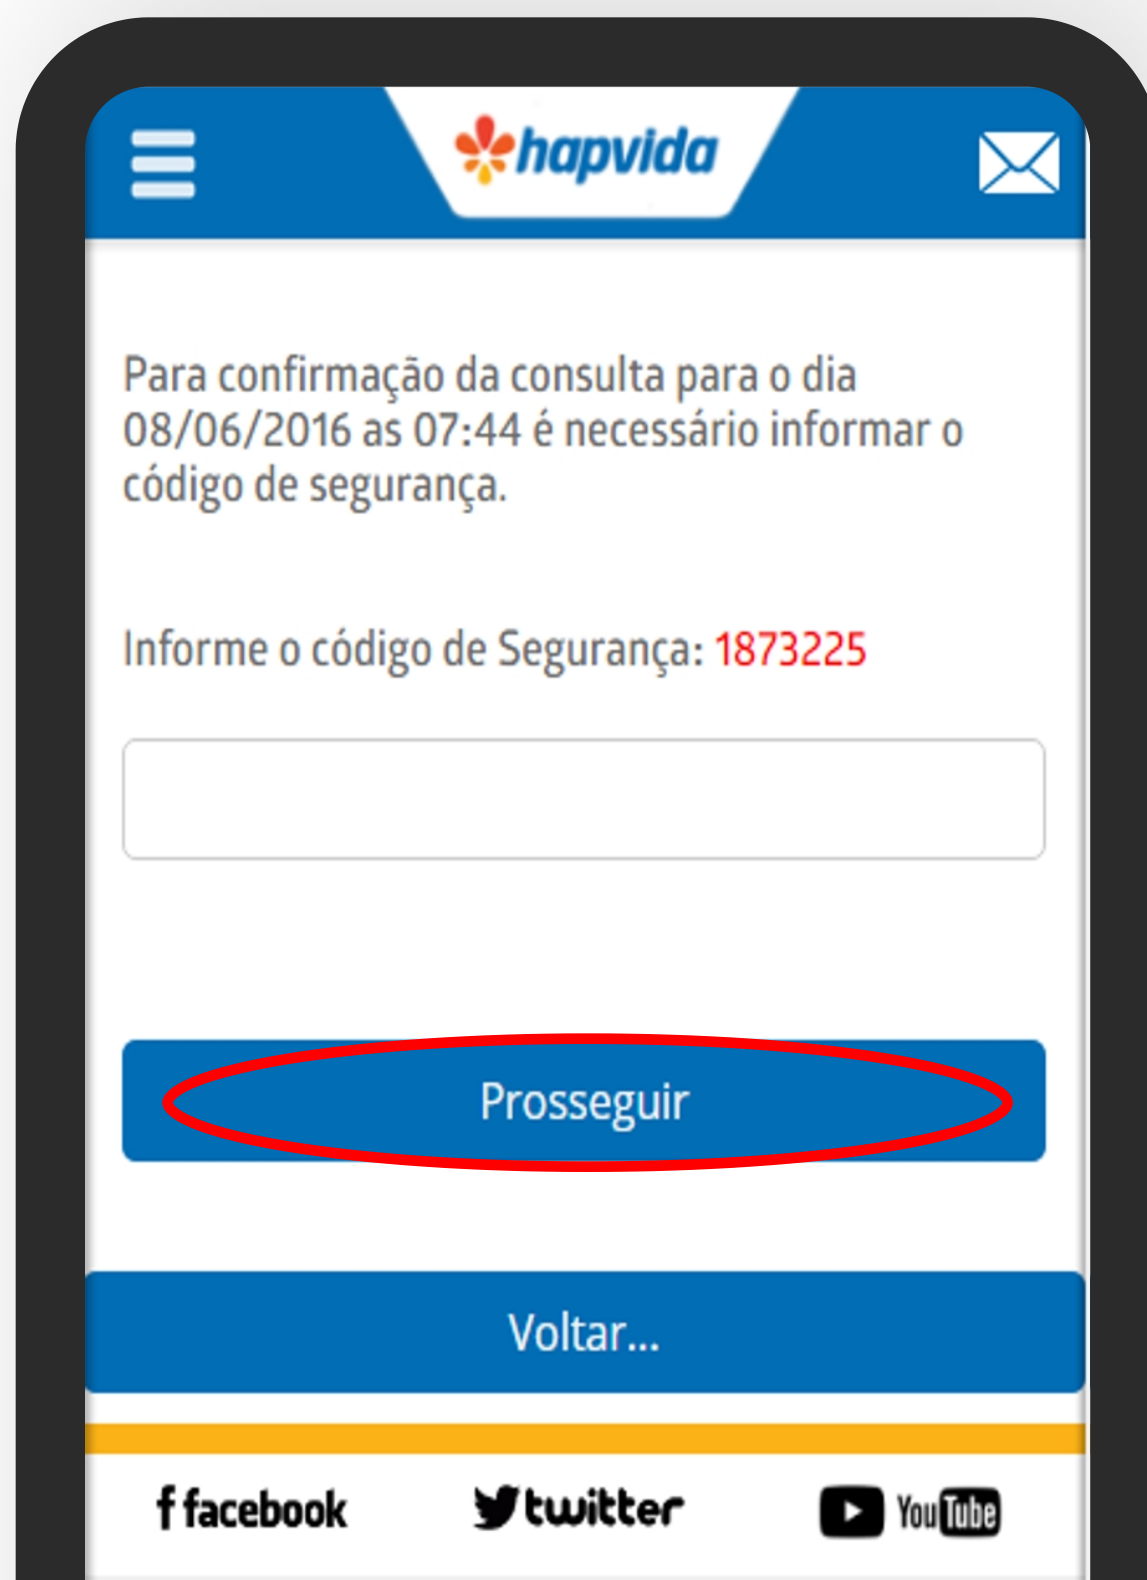 hapvida
Para confirmação da consulta para o dia
08/06/2016 as 07:44 é necessário informar o
código de segurança.
Informe o código de Segurança: 1873225
Prosseguir
Voltar...
f facebook twitter YouTube